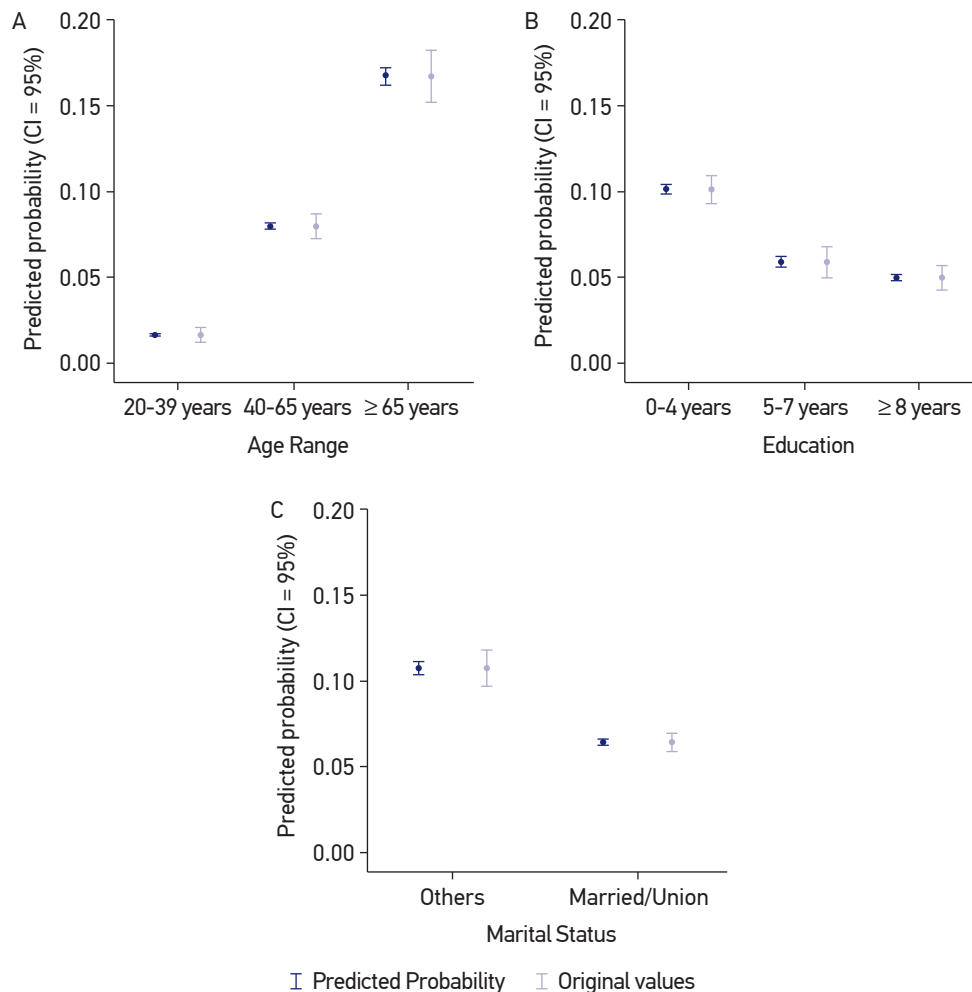 A
Predicted probability (CI = 95%)
0.20
0.15
0.10
0.05
0.00
20-39 years 40-65 years ≥ 65 years
Age Range
B
Predicted probability (CI = 95%)
0.20
0.15
0.10
0.05
0.00
0-4 years 5-7 years ≥ 8 years
Education
C
Predicted probability (CI = 95%)
0.20
0.15
0.10
0.05
0.00
Others Married/Union
Marital Status
Predicted Probability Original values